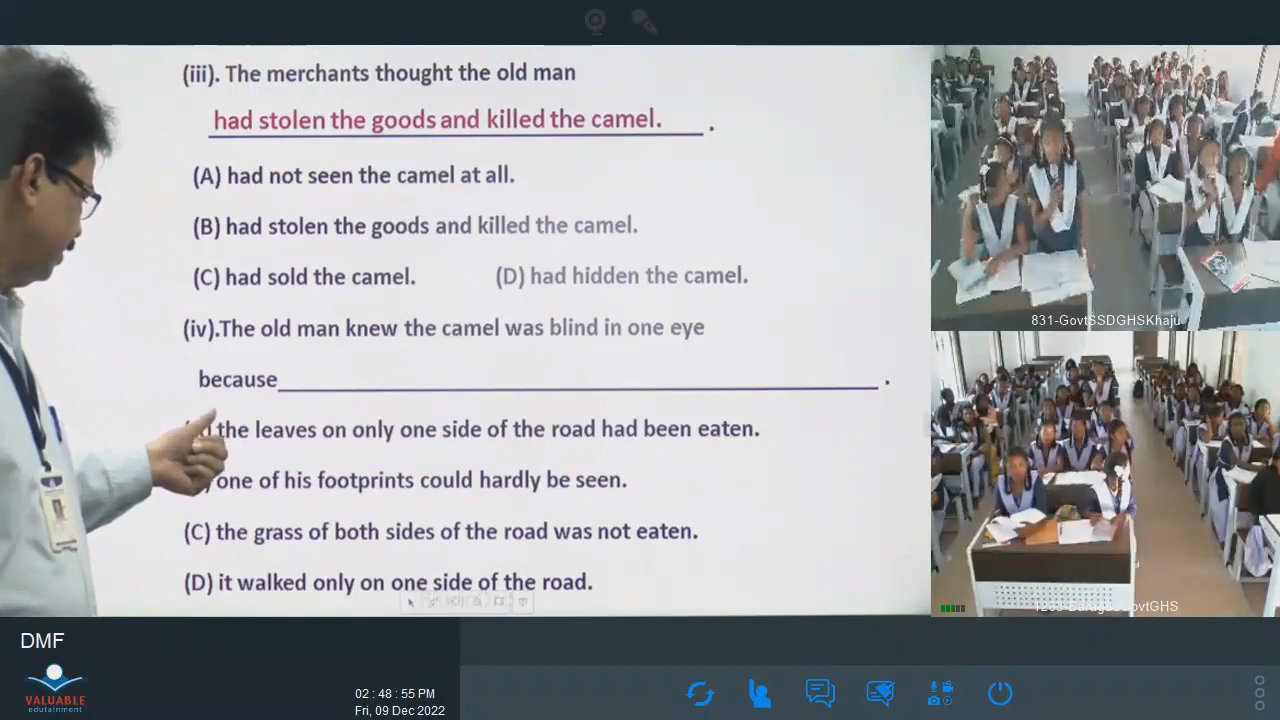 (iii). The merchants thought the old man
had stolen the goods and killed the camel. .
(A) had not seen the camel at all.
(B) had stolen the goods and killed the camel.
(C) had sold the camel. (D) had hidden the camel.
(iv).The old man knew the camel was blind in one eye
because .
the leaves on only one side of the road had been eaten.
one of his footprints could hardly be seen.
(C) the grass of both sides of the road was not eaten.
(D) it walked only on one side of the road.
831-GovtSSDGHSKhaju
DMF
VALUABLE
edutainment
02 : 48 : 55 PM
Fri, 09 Dec 2022